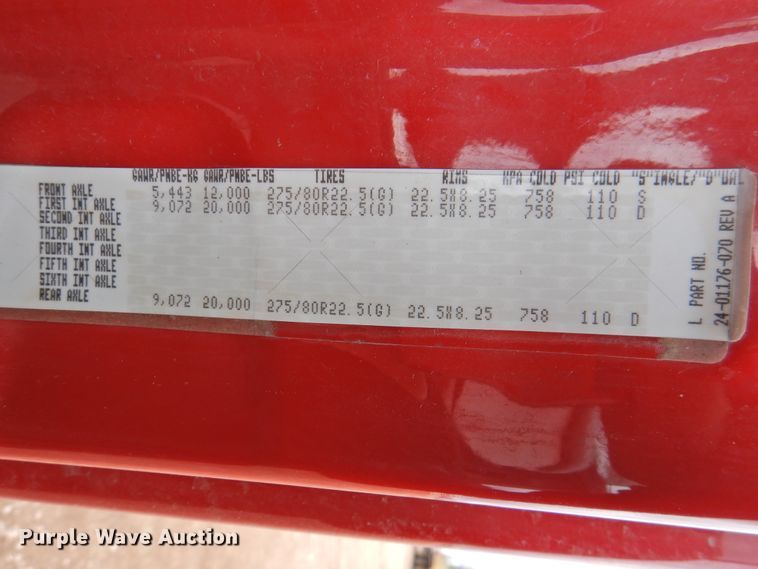 GAWR/PNBE-KG GAWR/PNBE-LBS TIRES RIMS KPA COLD PSI COLD "S"INGLE/"D"UAL
FRONT AXLE 5,443 12,000 275/80R22.5(G) 22.5X8.25 758 110 S
FIRST INT AXLE 9,072 20,000 275/80R22.5(G) 22.5X8.25 758 110 D
SECOND INT AXLE
THIRD INT AXLE
FOURTH INT AXLE
FIFTH INT AXLE
SIXTH INT AXLE
REAR AXLE 9,072 20,000 275/80R22.5(G) 22.5X8.25 758 110 D
L PART NO.
24-01176-070 REV A
Purple Wave Auction